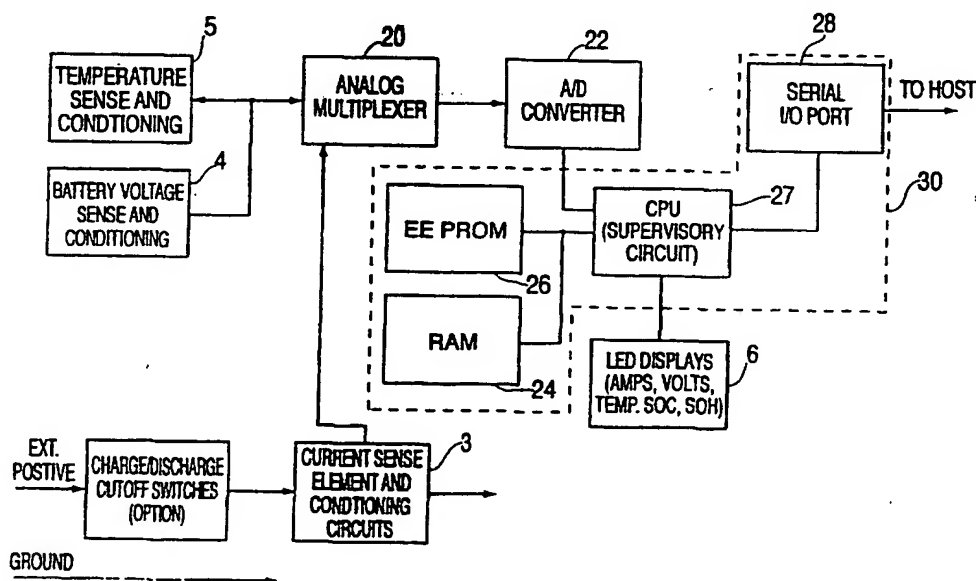 5
TEMPERATURE
SENSE AND
CONDTIONING
4
BATTERY VOLTAGE
SENSE AND
CONDITIONING
20
ANALOG
MULTIPLEXER
22
A/D
CONVERTER
28
SERIAL
I/O PORT
TO HOST
30
27
CPU
(SUPERVISORY
CIRCUIT)
EE PROM
26
RAM
24
LED DISPLAYS
(AMPS, VOLTS,
TEMP. SOC, SOH)
6
EXT.
POSTIVE
CHARGE/DISCHARGE
CUTOFF SWITCHES
(OPTION)
3
CURRENT SENSE
ELEMENT AND
CONDTIONING
CIRCUITS
GROUND